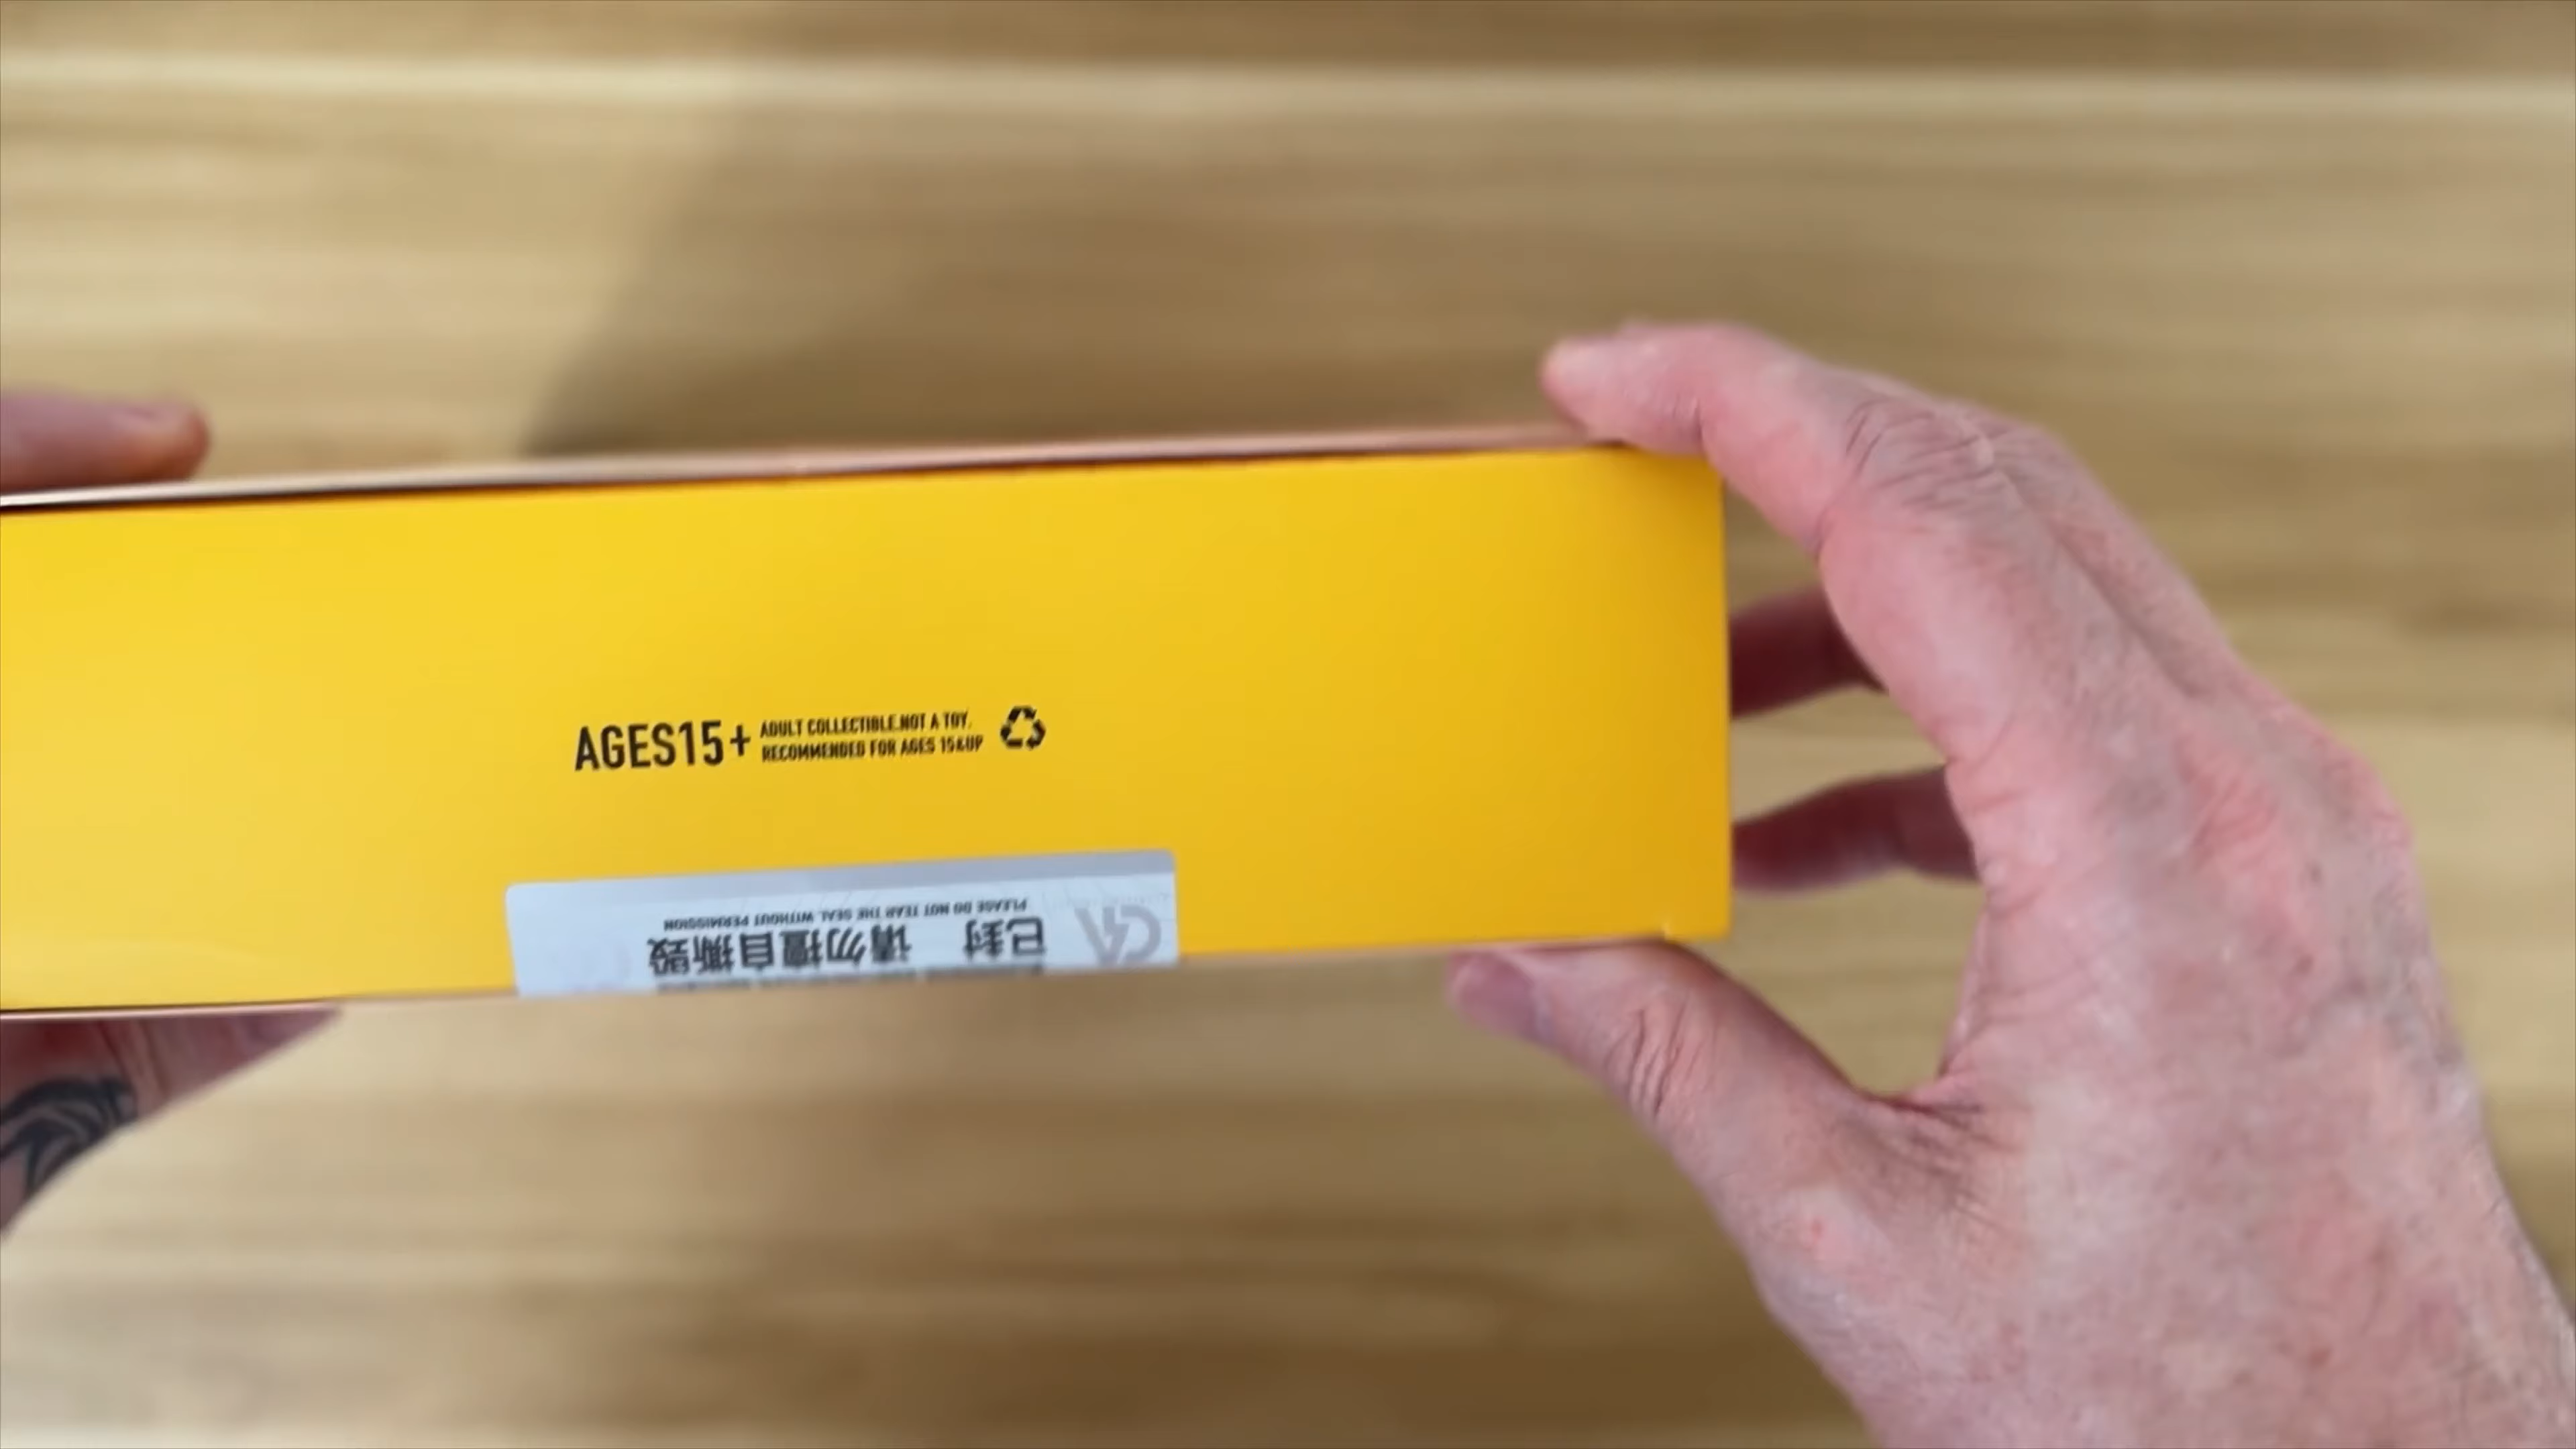 AGES15+
ADULT COLLECTIBLE.NOT A TOY.
RECOMMENDED FOR AGES 15&UP
已封 请勿擅自撕毁
PLEASE DO NOT TEAR THE SEAL WITHOUT PERMISSION